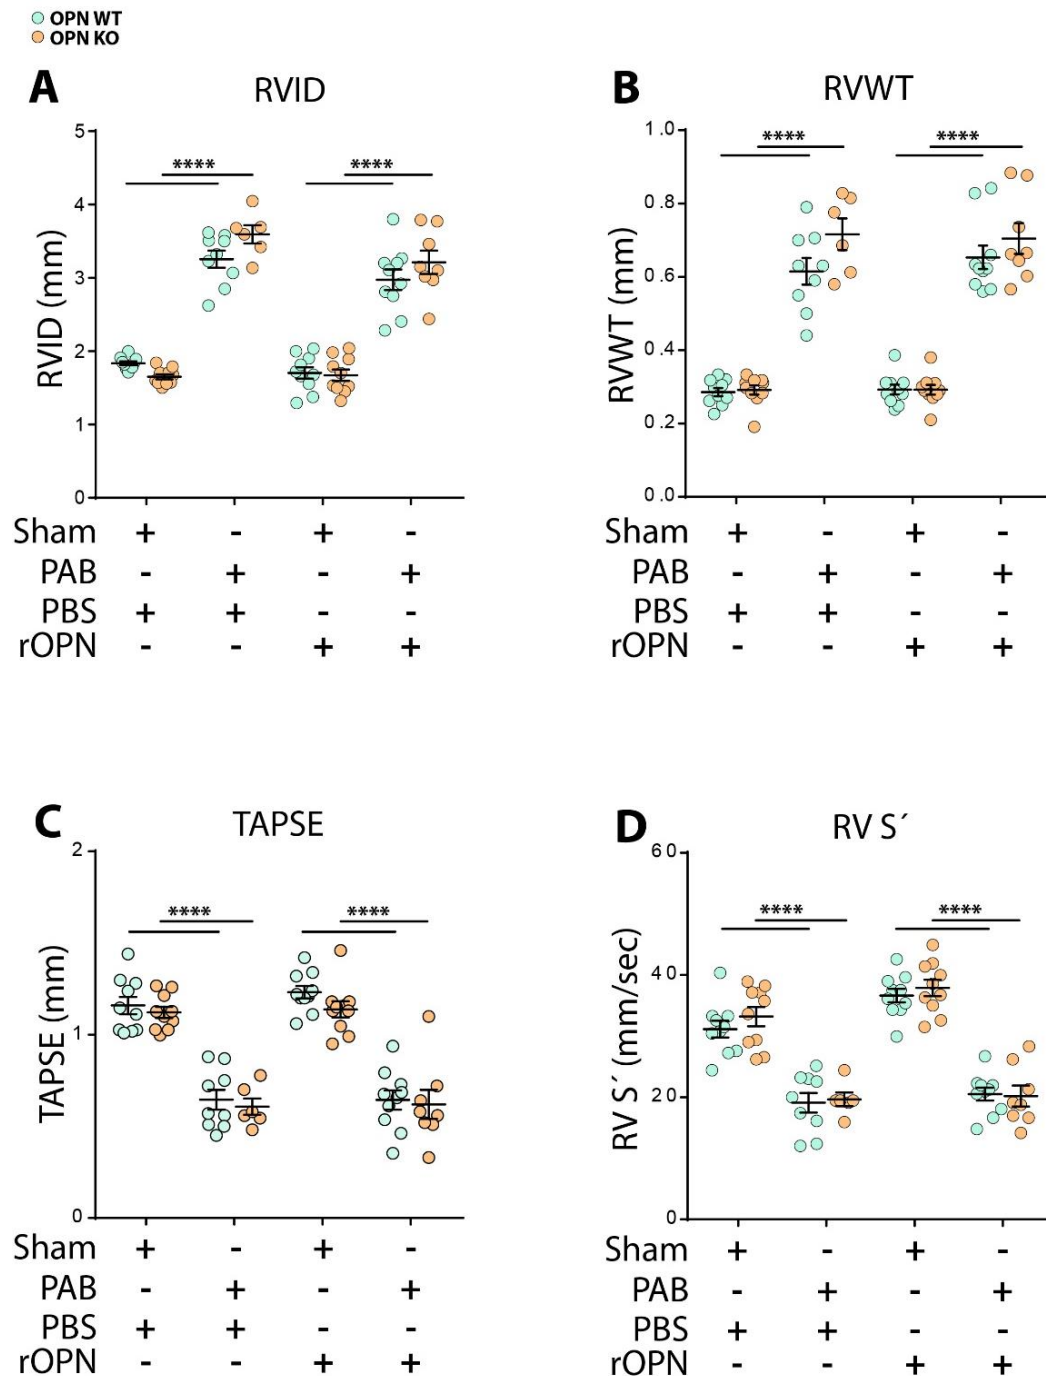 OPN WT
OPN KO
A
RVID
5
4
3
2
1
0
RVID (mm)
****
****
Sham + - + -
PAB - + - +
PBS + + - -
rOPN - - + +
B
RVWT
1.0
0.8
0.6
0.4
0.2
0.0
RVWT (mm)
****
****
Sham + - + -
PAB - + - +
PBS + + - -
rOPN - - + +
C
TAPSE
2
1
0
TAPSE (mm)
****
****
Sham + - + -
PAB - + - +
PBS + + - -
rOPN - - + +
D
RV S´
60
40
20
0
RV S´ (mm/sec)
****
****
Sham + - + -
PAB - + - +
PBS + + - -
rOPN - - + +